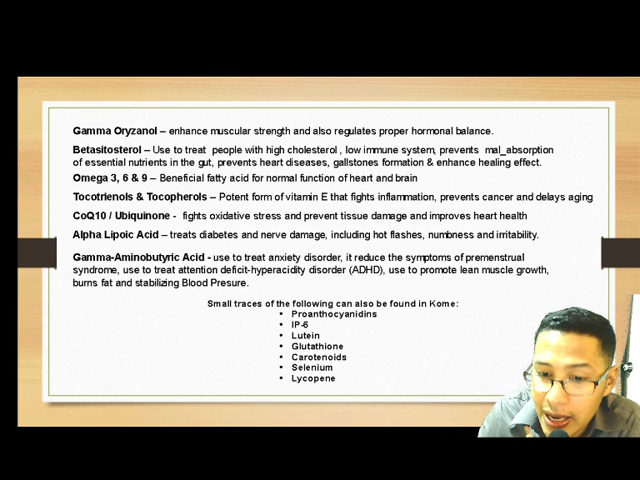 Gamma Oryzanol – enhance muscular strength and also regulates proper hormonal balance.
Betasitosterol – Use to treat people with high cholesterol , low immune system, prevents mal_absorption
of essential nutrients in the gut, prevents heart diseases, gallstones formation & enhance healing effect.
Omega 3, 6 & 9 – Beneficial fatty acid for normal function of heart and brain
Tocotrienols & Tocopherols – Potent form of vitamin E that fights inflammation, prevents cancer and delays aging
CoQ10 / Ubiquinone - fights oxidative stress and prevent tissue damage and improves heart health
Alpha Lipoic Acid – treats diabetes and nerve damage, including hot flashes, numbness and irritability.
Gamma-Aminobutyric Acid - use to treat anxiety disorder, it reduce the symptoms of premenstrual
syndrome, use to treat attention deficit-hyperacidity disorder (ADHD), use to promote lean muscle growth,
burns fat and stabilizing Blood Presure.
Small traces of the following can also be found in Kome:
• Proanthocyanidins
• IP-6
• Lutein
• Glutathione
• Carotenoids
• Selenium
• Lycopene